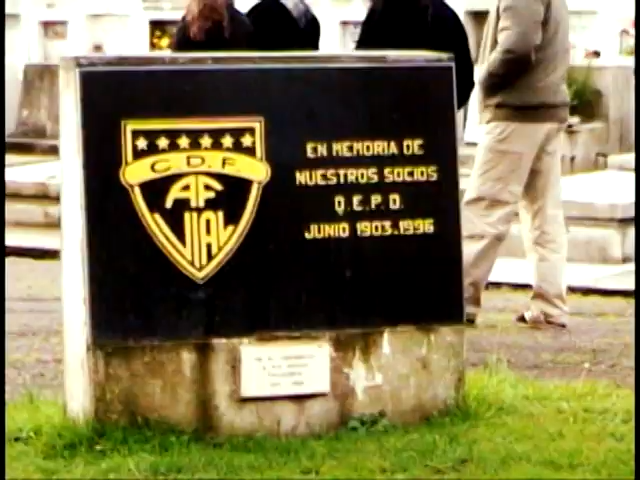 C.D.F.
AF
VIAL
EN MEMORIA DE
NUESTROS SOCIOS
Q.E.P.D.
JUNIO 1903-1996